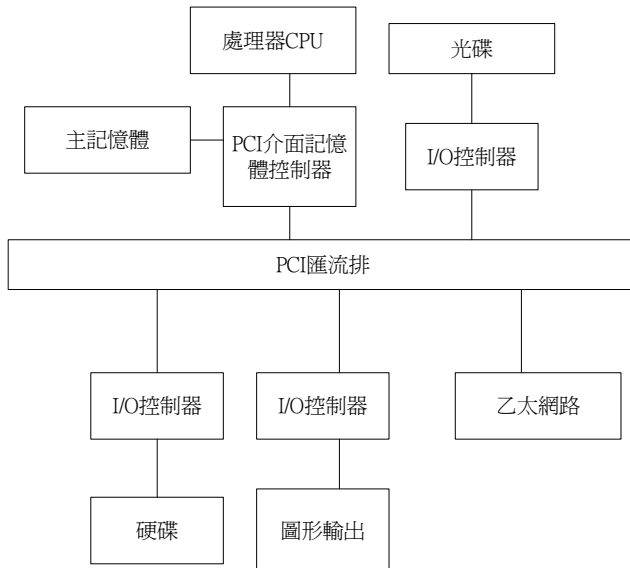 處理器CPU
光碟
主記憶體
PCI介面記憶
體控制器
I/O控制器
PCI匯流排
I/O控制器
I/O控制器
乙太網路
硬碟
圖形輸出